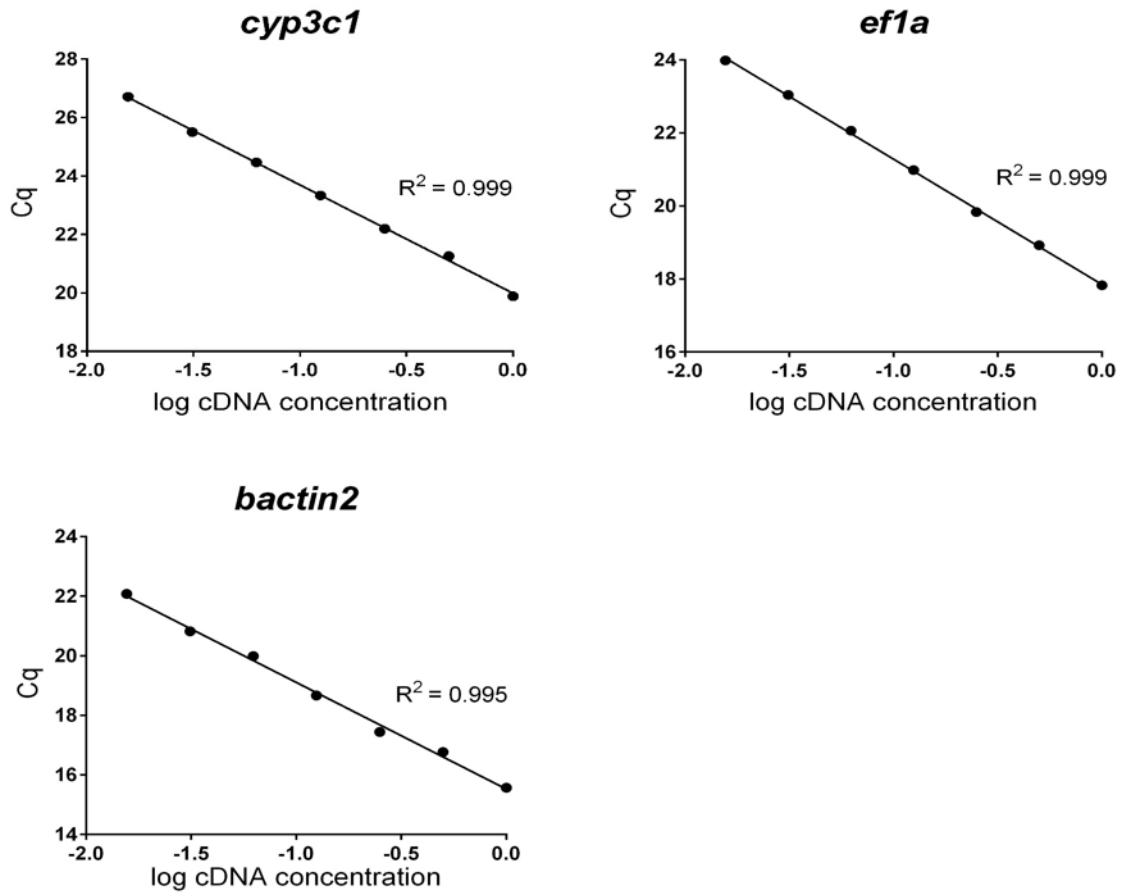 cyp3c1
28
26
24
22
20
18
Cq
R² = 0.999
-2.0 -1.5 -1.0 -0.5 0.0
log cDNA concentration
ef1a
24
22
20
18
16
Cq
R² = 0.999
-2.0 -1.5 -1.0 -0.5 0.0
log cDNA concentration
bactin2
24
22
20
18
16
14
Cq
R² = 0.995
-2.0 -1.5 -1.0 -0.5 0.0
log cDNA concentration